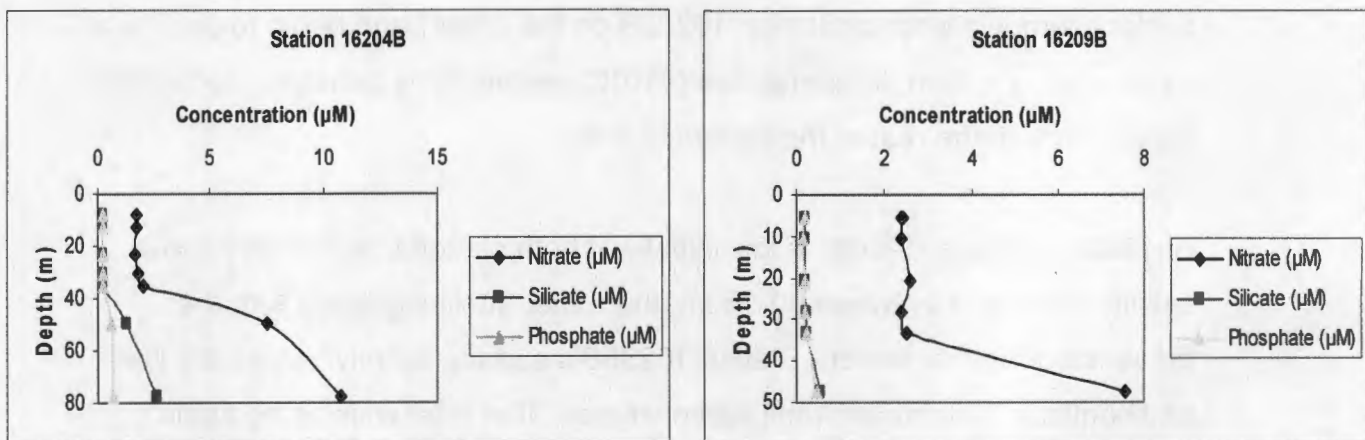 Station 16204B
Concentration (µM)
0 5 10 15
0
20
40
60
80
Depth (m)
Nitrate (µM)
Silicate (µM)
Phosphate (µM)
Station 16209B
Concentration (µM)
0 2 4 6 8
0
10
20
30
40
50
Depth (m)
Nitrate (µM)
Silicate (µM)
Phosphate (µM)